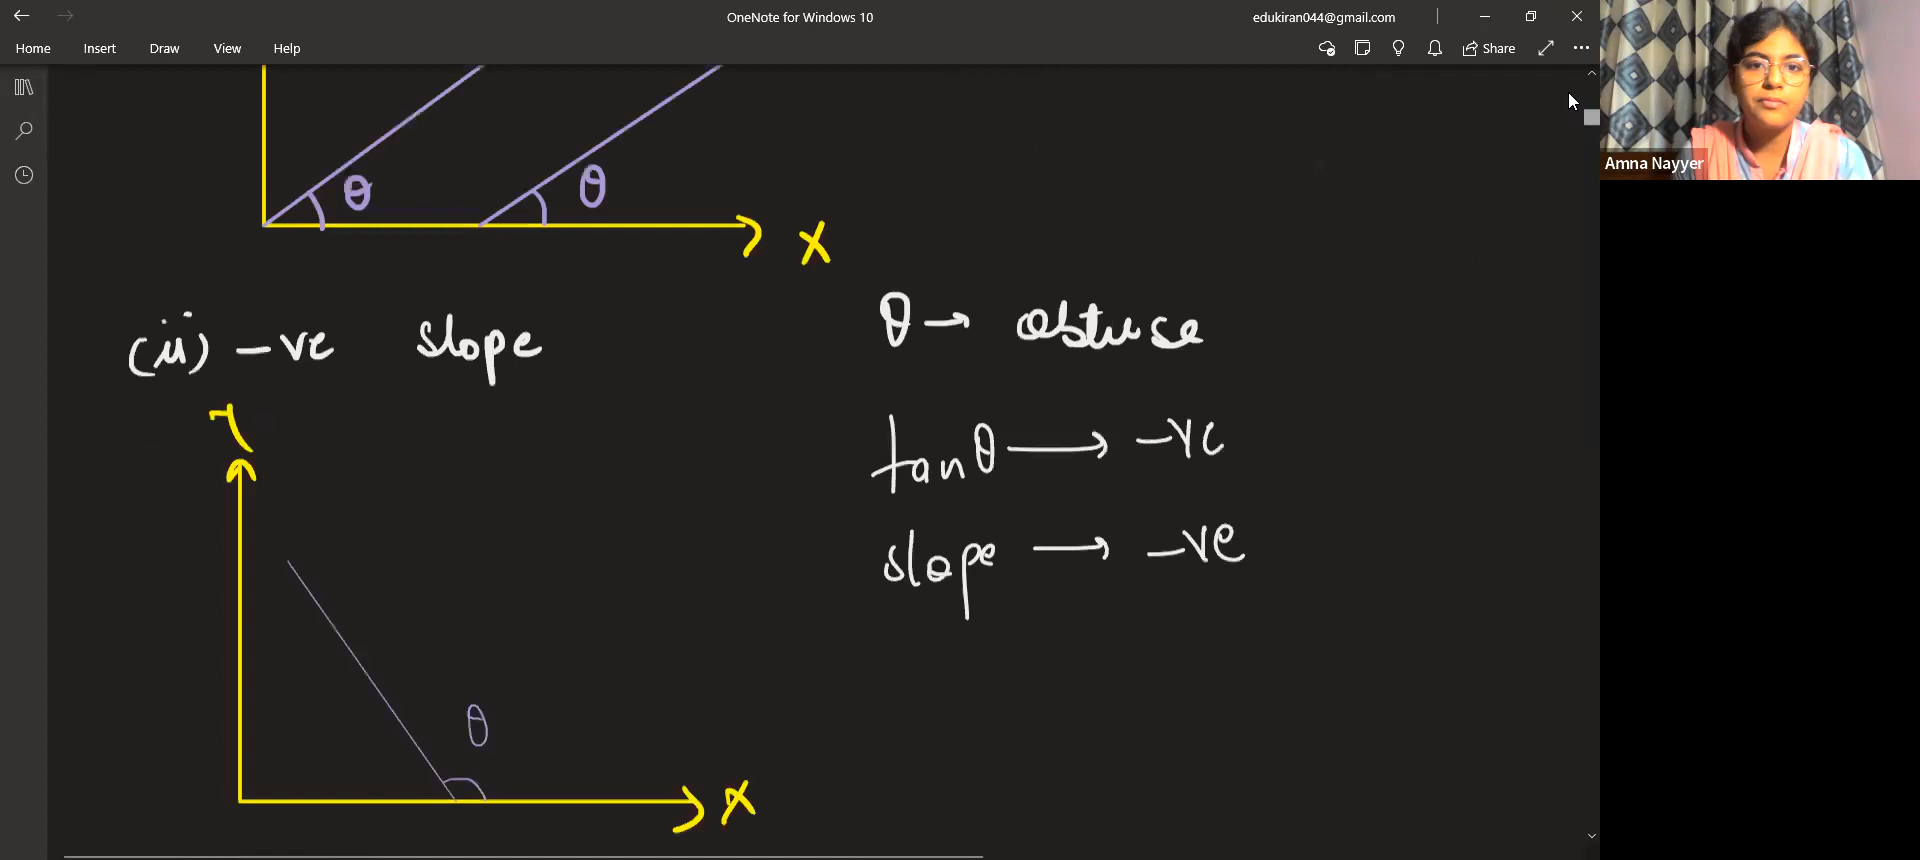 OneNote for Windows 10
edukiran044@gmail.com
Home Insert Draw View Help
Share
Amna Nayyer
θ θ
X
(ii) -ve slope
θ → obtuse
Y
tanθ → -ve
slope → -ve
θ
X